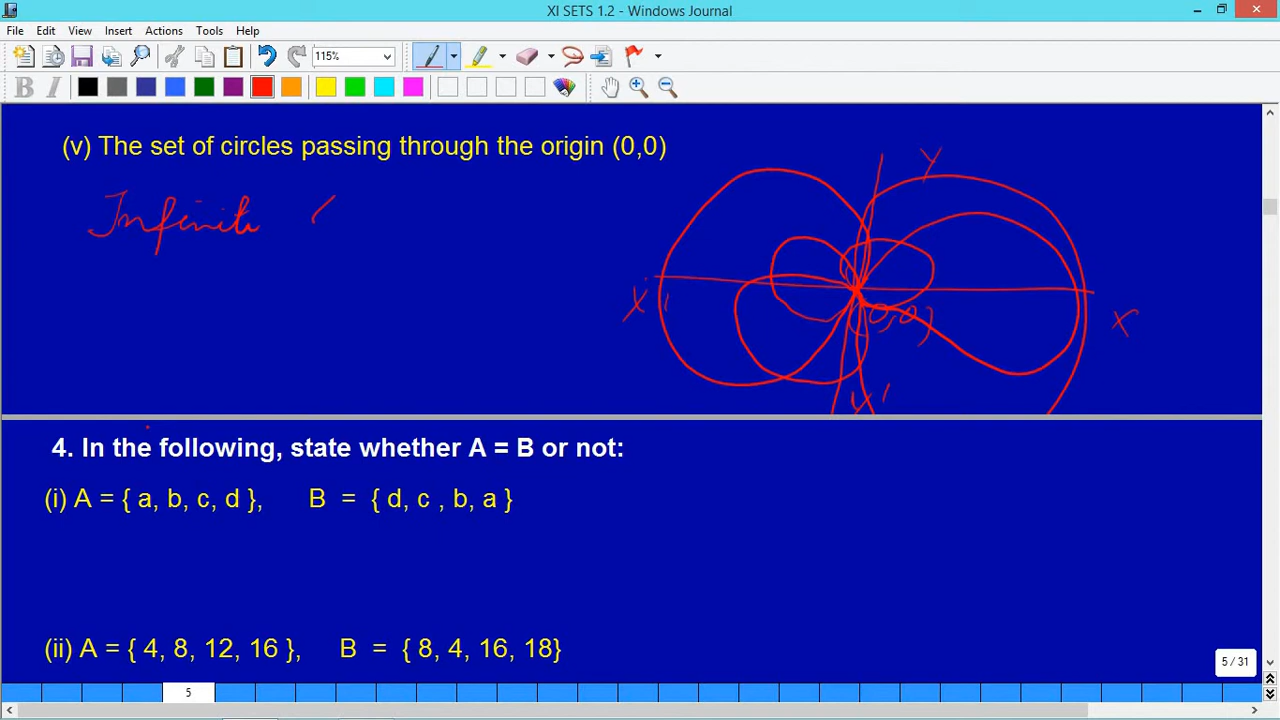 XI SETS 1.2 - Windows Journal
File Edit View Insert Actions Tools Help
115%
B I
(v) The set of circles passing through the origin (0,0)
Infinite (
Y
X'
(0,0)
X
Y'
4. In the following, state whether A = B or not:
(i) A = { a, b, c, d }, B = { d, c , b, a }
(ii) A = { 4, 8, 12, 16 }, B = { 8, 4, 16, 18}
5 / 31
5